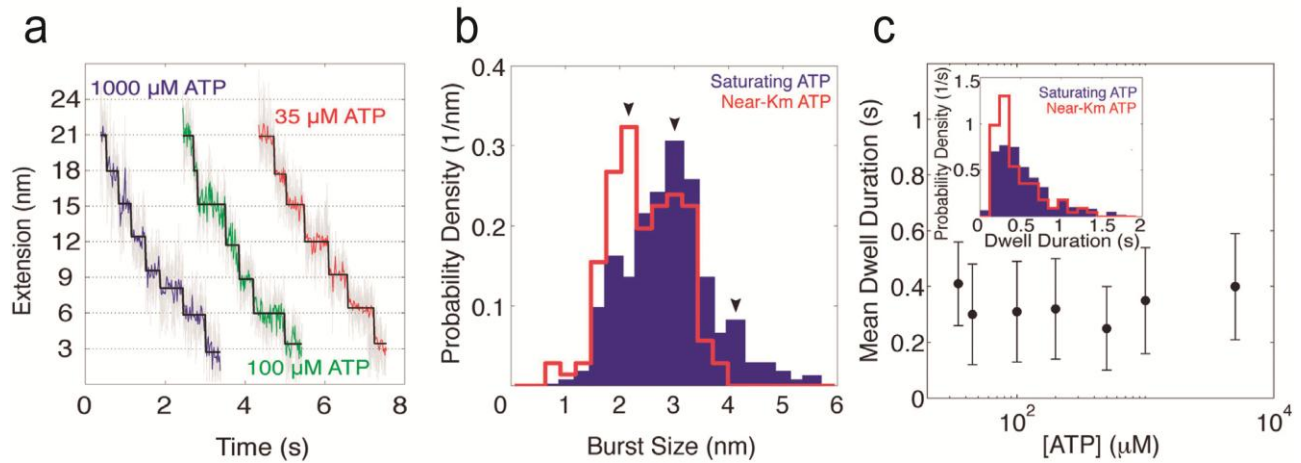 a
1000 µM ATP
35 µM ATP
100 µM ATP
24
21
18
15
12
9
6
3
Extension (nm)
0 2 4 6 8
Time (s)
b
Saturating ATP
Near-Km ATP
0.4
0.3
0.2
0.1
Probability Density (1/nm)
0 1 2 3 4 5 6
Burst Size (nm)
c
1
0.8
0.6
0.4
0.2
0
Mean Dwell Duration (s)
10² 10⁴
[ATP] (µM)
Saturating ATP
Near-Km ATP
1.5
1
0.5
Probability Density (1/s)
0 0.5 1 1.5 2
Dwell Duration (s)